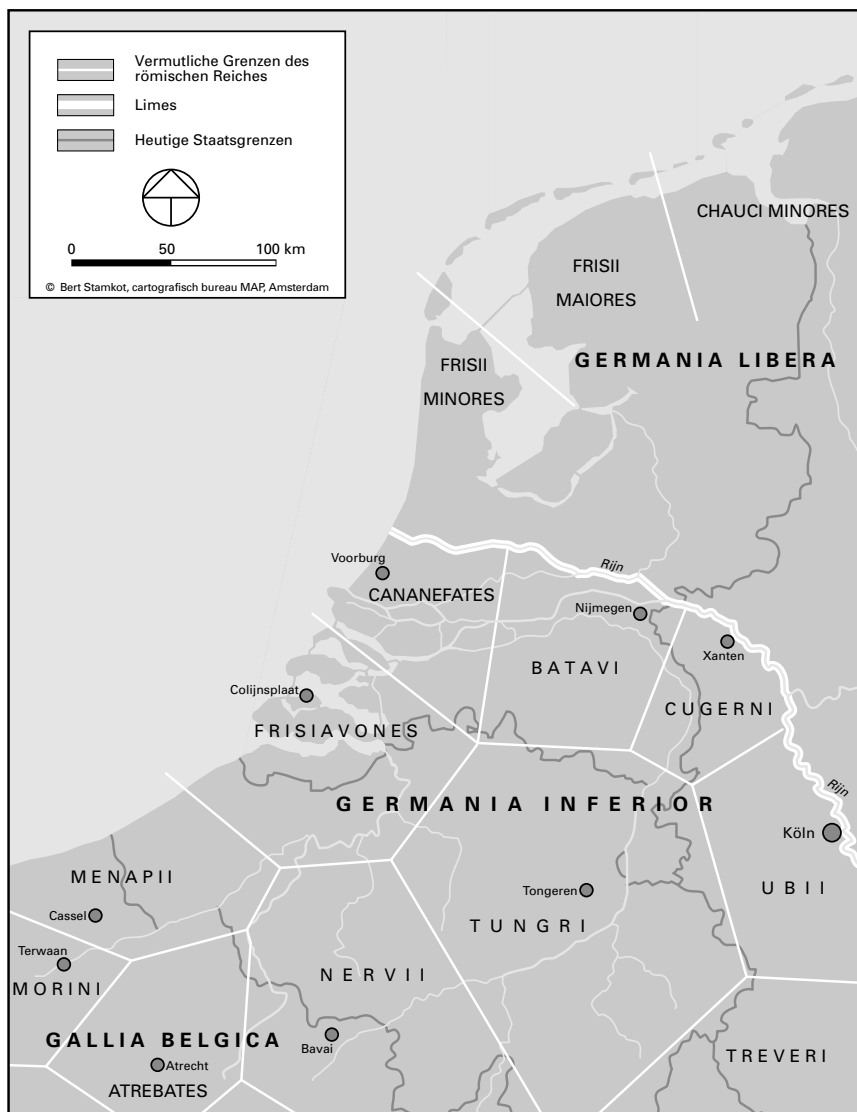 Vermutliche Grenzen des
römischen Reiches
Limes
Heutige Staatsgrenzen
0 50 100 km
© Bert Stamkot, cartografisch bureau MAP, Amsterdam
CHAUCI MINORES
FRISII
MAIORES
GERMANIA LIBERA
FRISII
MINORES
Voorburg
Rijn
CANANEFATES
Nijmegen
Xanten
BATAVI
Colijnsplaat
CUGERNI
FRISIAVONES
Rijn
GERMANIA INFERIOR
Köln
MENAPII
Tongeren
UBII
Cassel
TUNGRI
Terwaan
NERVII
MORINI
GALLIA BELGICA
Bavai
TREVERI
Atrecht
ATREBATES